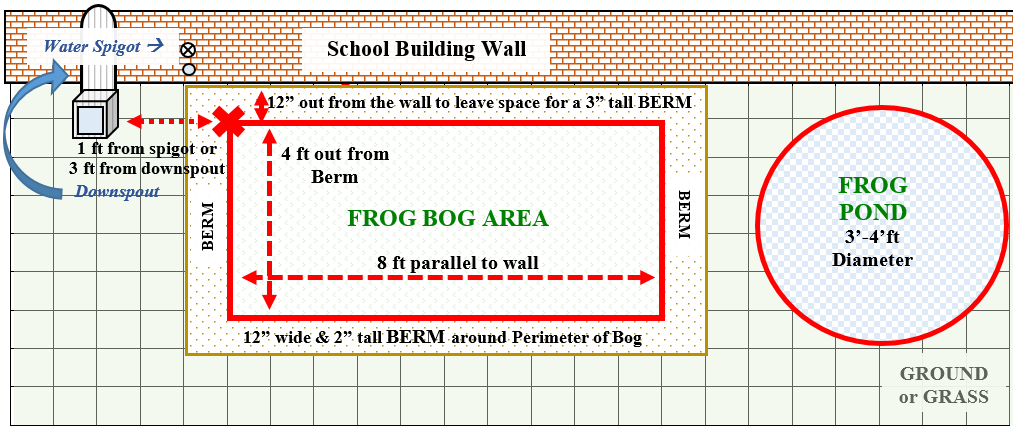 Water Spigot →
School Building Wall
12” out from the wall to leave space for a 3” tall BERM
1 ft from spigot or
3 ft from downspout
Downspout
4 ft out from
Berm
BERM
FROG BOG AREA
BERM
8 ft parallel to wall
12” wide & 2” tall BERM around Perimeter of Bog
FROG
POND
3’-4’ft
Diameter
GROUND
or GRASS